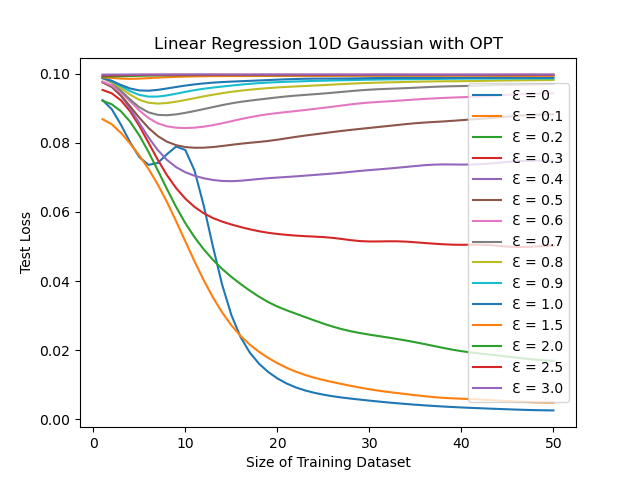 Linear Regression 10D Gaussian with OPT
Test Loss
0.10
0.08
0.06
0.04
0.02
0.00
0
10
20
30
40
50
Size of Training Dataset
Ɛ = 0
Ɛ = 0.1
Ɛ = 0.2
Ɛ = 0.3
Ɛ = 0.4
Ɛ = 0.5
Ɛ = 0.6
Ɛ = 0.7
Ɛ = 0.8
Ɛ = 0.9
Ɛ = 1.0
Ɛ = 1.5
Ɛ = 2.0
Ɛ = 2.5
Ɛ = 3.0